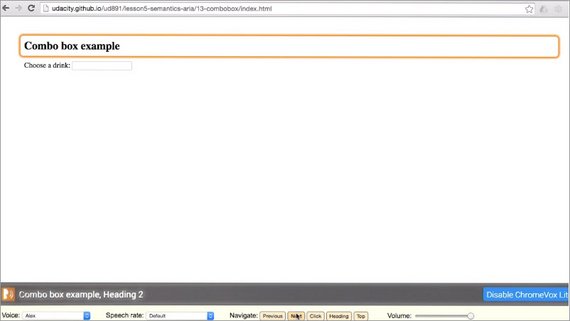 udacity.github.io/ud891/lesson5-semantics-aria/13-combobox/index.html
Combo box example
Choose a drink:
Combo box example, Heading 2
Disable ChromeVox Lit
Voice: Alex Speech rate: Default Navigate: Previous Next Click Heading Top Volume: